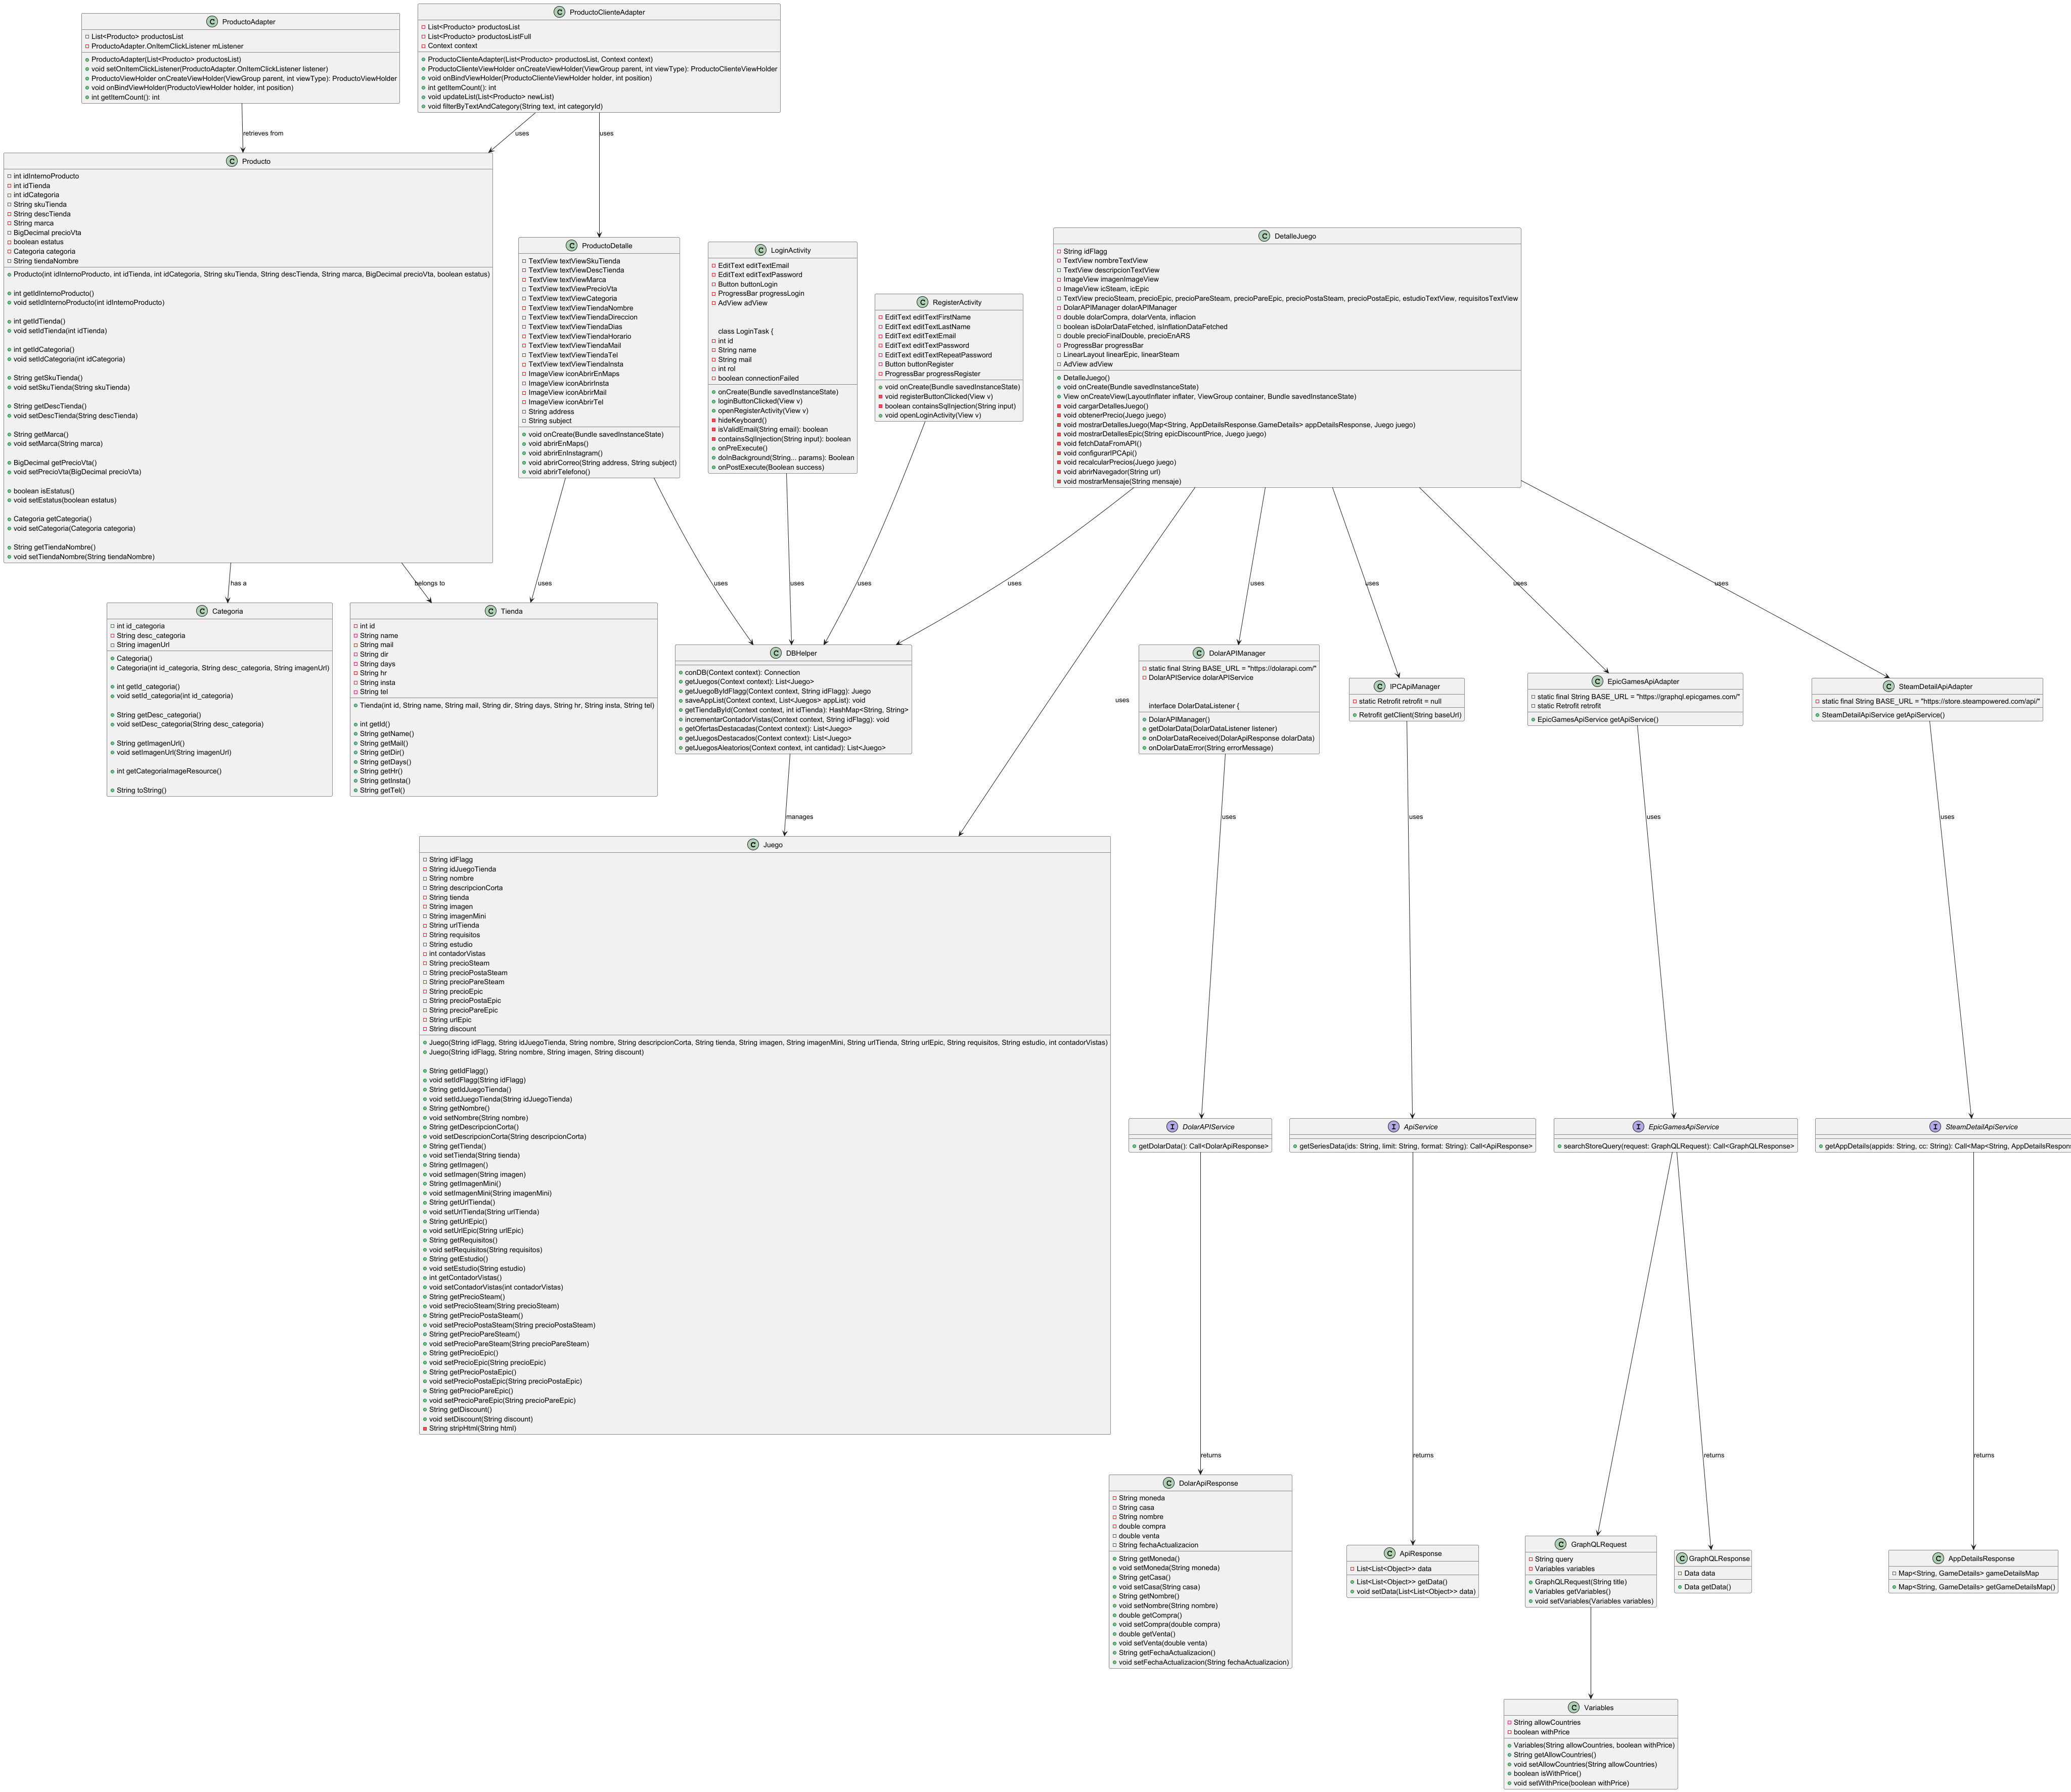 ProductoAdapter
List<Producto> productosList
ProductoAdapter.OnItemClickListener mListener
ProductoAdapter(List<Producto> productosList)
void setOnItemClickListener(ProductoAdapter.OnItemClickListener listener)
ProductoViewHolder onCreateViewHolder(ViewGroup parent, int viewType): ProductoViewHolder
void onBindViewHolder(ProductoViewHolder holder, int position)
int getItemCount(): int
ProductoClienteAdapter
List<Producto> productosList
List<Producto> productosListFull
Context context
ProductoClienteAdapter(List<Producto> productosList, Context context)
ProductoClienteViewHolder onCreateViewHolder(ViewGroup parent, int viewType): ProductoClienteViewHolder
void onBindViewHolder(ProductoClienteViewHolder holder, int position)
int getItemCount(): int
void updateList(List<Producto> newList)
void filterByTextAndCategory(String text, int categoryId)
retrieves from
uses
uses
Producto
int idInternoProducto
int idTienda
int idCategoria
String skuTienda
String descTienda
String marca
BigDecimal precioVta
boolean estatus
Categoria categoria
String tiendaNombre
Producto(int idInternoProducto, int idTienda, int idCategoria, String skuTienda, String descTienda, String marca, BigDecimal precioVta, boolean estatus)
int getIdInternoProducto()
void setIdInternoProducto(int idInternoProducto)
int getIdTienda()
void setIdTienda(int idTienda)
int getIdCategoria()
void setIdCategoria(int idCategoria)
String getSkuTienda()
void setSkuTienda(String skuTienda)
String getDescTienda()
void setDescTienda(String descTienda)
String getMarca()
void setMarca(String marca)
BigDecimal getPrecioVta()
void setPrecioVta(BigDecimal precioVta)
boolean isEstatus()
void setEstatus(boolean estatus)
Categoria getCategoria()
void setCategoria(Categoria categoria)
String getTiendaNombre()
void setTiendaNombre(String tiendaNombre)
ProductoDetalle
TextView textViewSkuTienda
TextView textViewDescTienda
TextView textViewMarca
TextView textViewPrecioVta
TextView textViewCategoria
TextView textViewTiendaNombre
TextView textViewTiendaDireccion
TextView textViewTiendaDias
TextView textViewTiendaHorario
TextView textViewTiendaMail
TextView textViewTiendaTel
TextView textViewTiendaInsta
ImageView iconAbrirEnMaps
ImageView iconAbrirInsta
ImageView iconAbrirMail
ImageView iconAbrirTel
String address
String subject
void onCreate(Bundle savedInstanceState)
void abrirEnMaps()
void abrirEnInstagram()
void abrirCorreo(String address, String subject)
void abrirTelefono()
LoginActivity
EditText editTextEmail
EditText editTextPassword
Button buttonLogin
ProgressBar progressLogin
AdView adView
class LoginTask {
int id
String name
String mail
int rol
boolean connectionFailed
onCreate(Bundle savedInstanceState)
loginButtonClicked(View v)
openRegisterActivity(View v)
hideKeyboard()
isValidEmail(String email): boolean
containsSqlInjection(String input): boolean
onPreExecute()
doInBackground(String... params): Boolean
onPostExecute(Boolean success)
RegisterActivity
EditText editTextFirstName
EditText editTextLastName
EditText editTextEmail
EditText editTextPassword
EditText editTextRepeatPassword
Button buttonRegister
ProgressBar progressRegister
void onCreate(Bundle savedInstanceState)
void registerButtonClicked(View v)
boolean containsSqlInjection(String input)
void openLoginActivity(View v)
DetalleJuego
String idFlagg
TextView nombreTextView
TextView descripcionTextView
ImageView imagenImageView
ImageView icSteam, icEpic
TextView precioSteam, precioEpic, precioPareSteam, precioPareEpic, precioPostaSteam, precioPostaEpic, estudioTextView, requisitosTextView
DolarAPIManager dolarAPIManager
double dolarCompra, dolarVenta, inflacion
boolean isDolarDataFetched, isInflationDataFetched
double precioFinalDouble, precioEnARS
ProgressBar progressBar
LinearLayout linearEpic, linearSteam
AdView adView
DetalleJuego()
void onCreate(Bundle savedInstanceState)
View onCreateView(LayoutInflater inflater, ViewGroup container, Bundle savedInstanceState)
void cargarDetallesJuego()
void obtenerPrecio(Juego juego)
void mostrarDetallesJuego(Map<String, AppDetailsResponse.GameDetails> appDetailsResponse, Juego juego)
void mostrarDetallesEpic(String epicDiscountPrice, Juego juego)
void fetchDataFromAPI()
void configurarIPCApi()
void recalcularPrecios(Juego juego)
void abrirNavegador(String url)
void mostrarMensaje(String mensaje)
has a
belongs to
uses
uses
uses
uses
uses
uses
uses
uses
uses
uses
Categoria
int id_categoria
String desc_categoria
String imagenUrl
Categoria()
Categoria(int id_categoria, String desc_categoria, String imagenUrl)
int getId_categoria()
void setId_categoria(int id_categoria)
String getDesc_categoria()
void setDesc_categoria(String desc_categoria)
String getImagenUrl()
void setImagenUrl(String imagenUrl)
int getCategoriaImageResource()
String toString()
Tienda
int id
String name
String mail
String dir
String days
String hr
String insta
String tel
Tienda(int id, String name, String mail, String dir, String days, String hr, String insta, String tel)
int getId()
String getName()
String getMail()
String getDir()
String getDays()
String getHr()
String getInsta()
String getTel()
DBHelper
conDB(Context context): Connection
getJuegos(Context context): List<Juego>
getJuegoByIdFlagg(Context context, String idFlagg): Juego
saveAppList(Context context, List<Juegos> appList): void
getTiendaById(Context context, int idTienda): HashMap<String, String>
incrementarContadorVistas(Context context, String idFlagg): void
getOfertasDestacadas(Context context): List<Juego>
getJuegosDestacados(Context context): List<Juego>
getJuegosAleatorios(Context context, int cantidad): List<Juego>
DolarAPIManager
static final String BASE_URL = "https://dolarapi.com/"
DolarAPIService dolarAPIService
interface DolarDataListener {
DolarAPIManager()
getDolarData(DolarDataListener listener)
onDolarDataReceived(DolarApiResponse dolarData)
onDolarDataError(String errorMessage)
IPCApiManager
static Retrofit retrofit = null
Retrofit getClient(String baseUrl)
EpicGamesApiAdapter
static final String BASE_URL = "https://graphql.epicgames.com/"
static Retrofit retrofit
EpicGamesApiService getApiService()
SteamDetailApiAdapter
static final String BASE_URL = "https://store.steampowered.com/api/"
SteamDetailApiService getApiService()
manages
uses
uses
uses
uses
Juego
String idFlagg
String idJuegoTienda
String nombre
String descripcionCorta
String tienda
String imagen
String imagenMini
String urlTienda
String requisitos
String estudio
int contadorVistas
String precioSteam
String precioPostaSteam
String precioPareSteam
String precioEpic
String precioPostaEpic
String precioPareEpic
String urlEpic
String discount
Juego(String idFlagg, String idJuegoTienda, String nombre, String descripcionCorta, String tienda, String imagen, String imagenMini, String urlTienda, String urlEpic, String requisitos, String estudio, int contadorVistas)
Juego(String idFlagg, String nombre, String imagen, String discount)
String getIdFlagg()
void setIdFlagg(String idFlagg)
String getIdJuegoTienda()
void setIdJuegoTienda(String idJuegoTienda)
String getNombre()
void setNombre(String nombre)
String getDescripcionCorta()
void setDescripcionCorta(String descripcionCorta)
String getTienda()
void setTienda(String tienda)
String getImagen()
void setImagen(String imagen)
String getImagenMini()
void setImagenMini(String imagenMini)
String getUrlTienda()
void setUrlTienda(String urlTienda)
String getUrlEpic()
void setUrlEpic(String urlEpic)
String getRequisitos()
void setRequisitos(String requisitos)
String getEstudio()
void setEstudio(String estudio)
int getContadorVistas()
void setContadorVistas(int contadorVistas)
String getPrecioSteam()
void setPrecioSteam(String precioSteam)
String getPrecioPostaSteam()
void setPrecioPostaSteam(String precioPostaSteam)
String getPrecioPareSteam()
void setPrecioPareSteam(String precioPareSteam)
String getPrecioEpic()
void setPrecioEpic(String precioEpic)
String getPrecioPostaEpic()
void setPrecioPostaEpic(String precioPostaEpic)
String getPrecioPareEpic()
void setPrecioPareEpic(String precioPareEpic)
String getDiscount()
void setDiscount(String discount)
String stripHtml(String html)
DolarAPIService
getDolarData(): Call<DolarApiResponse>
ApiService
getSeriesData(ids: String, limit: String, format: String): Call<ApiResponse>
EpicGamesApiService
searchStoreQuery(request: GraphQLRequest): Call<GraphQLResponse>
SteamDetailApiService
getAppDetails(appids: String, cc: String): Call<Map<String, AppDetailsRespon
returns
returns
returns
returns
DolarApiResponse
String moneda
String casa
String nombre
double compra
double venta
String fechaActualizacion
String getMoneda()
void setMoneda(String moneda)
String getCasa()
void setCasa(String casa)
String getNombre()
void setNombre(String nombre)
double getCompra()
void setCompra(double compra)
double getVenta()
void setVenta(double venta)
String getFechaActualizacion()
void setFechaActualizacion(String fechaActualizacion)
ApiResponse
List<List<Object>> data
List<List<Object>> getData()
void setData(List<List<Object>> data)
GraphQLRequest
String query
Variables variables
GraphQLRequest(String title)
Variables getVariables()
void setVariables(Variables variables)
GraphQLResponse
Data data
Data getData()
AppDetailsResponse
Map<String, GameDetails> gameDetailsMap
Map<String, GameDetails> getGameDetailsMap()
Variables
String allowCountries
boolean withPrice
Variables(String allowCountries, boolean withPrice)
String getAllowCountries()
void setAllowCountries(String allowCountries)
boolean isWithPrice()
void setWithPrice(boolean withPrice)